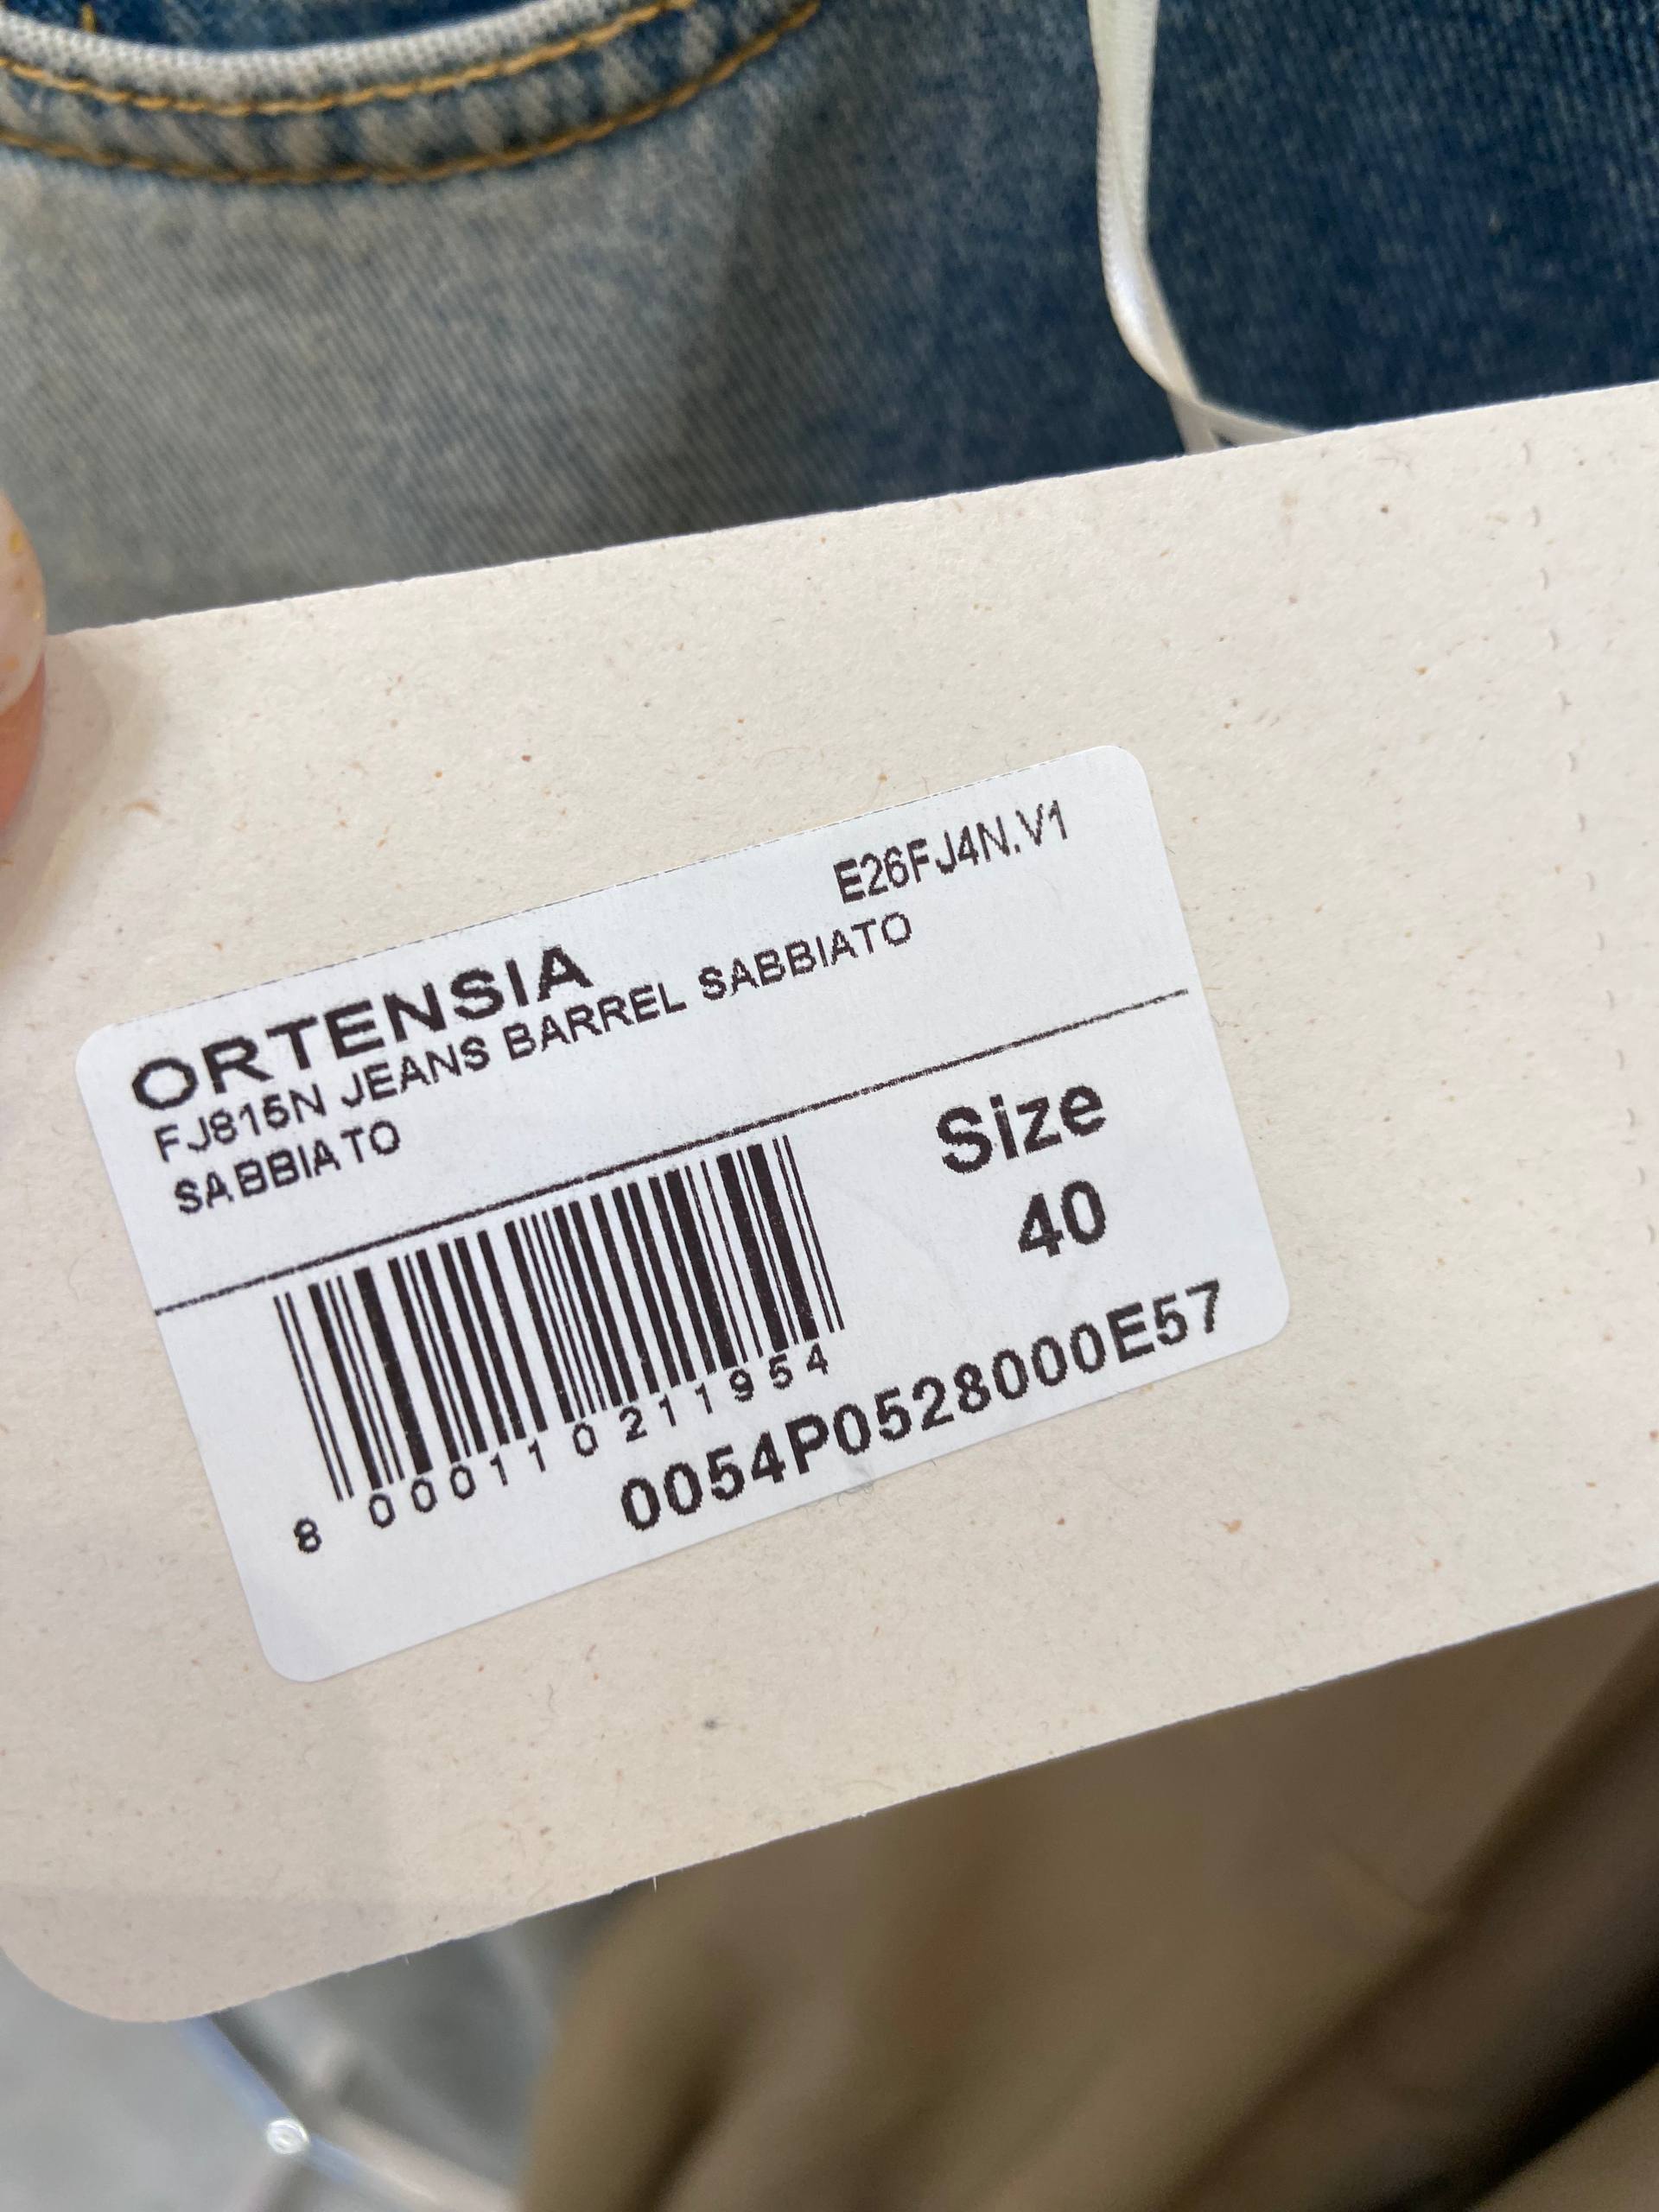 E26FJ4N.V1
ORTENSIA
FJ815N JEANS BARREL SABBIATO
SABBIATO
Size
40
8 000110 211954
0054P0528000E57